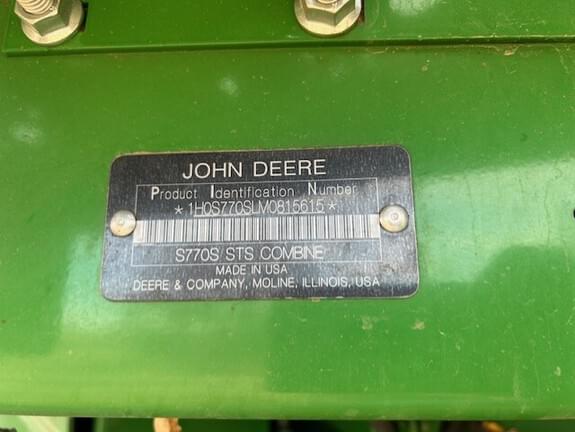 JOHN DEERE
Product Identification Number
*1H0S770SLM0815615*
S770S STS COMBINE
MADE IN USA
DEERE & COMPANY, MOLINE, ILLINOIS, USA